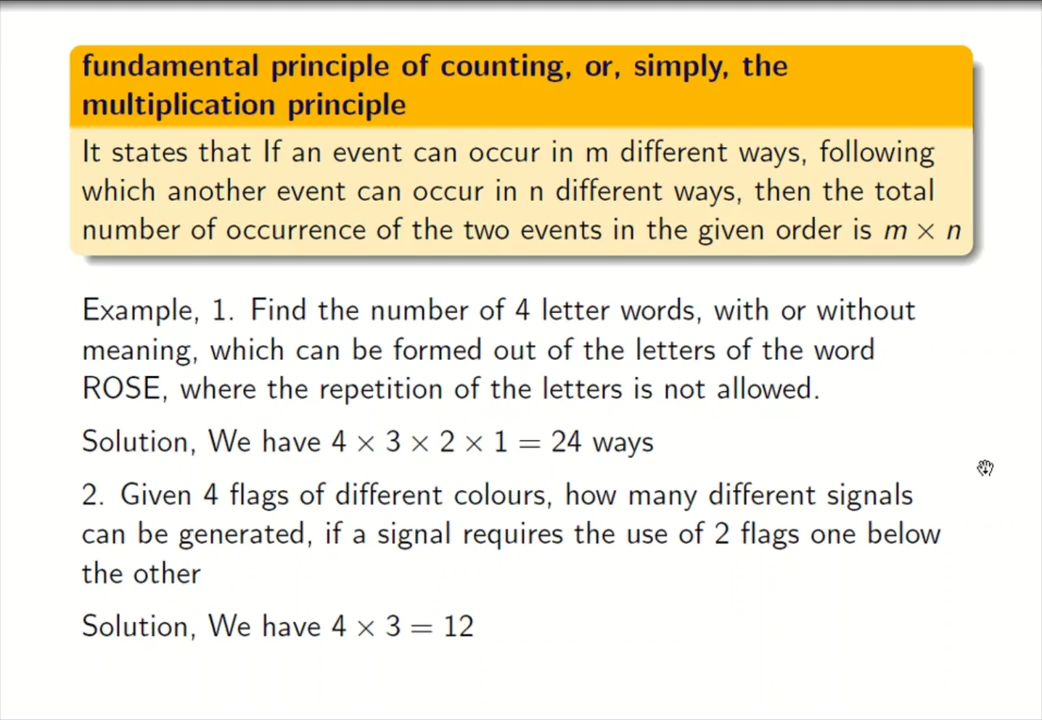 fundamental principle of counting, or, simply, the
multiplication principle
It states that If an event can occur in m different ways, following
which another event can occur in n different ways, then the total
number of occurrence of the two events in the given order is m × n
Example, 1. Find the number of 4 letter words, with or without
meaning, which can be formed out of the letters of the word
ROSE, where the repetition of the letters is not allowed.
Solution, We have 4 × 3 × 2 × 1 = 24 ways
2. Given 4 flags of different colours, how many different signals
can be generated, if a signal requires the use of 2 flags one below
the other
Solution, We have 4 × 3 = 12